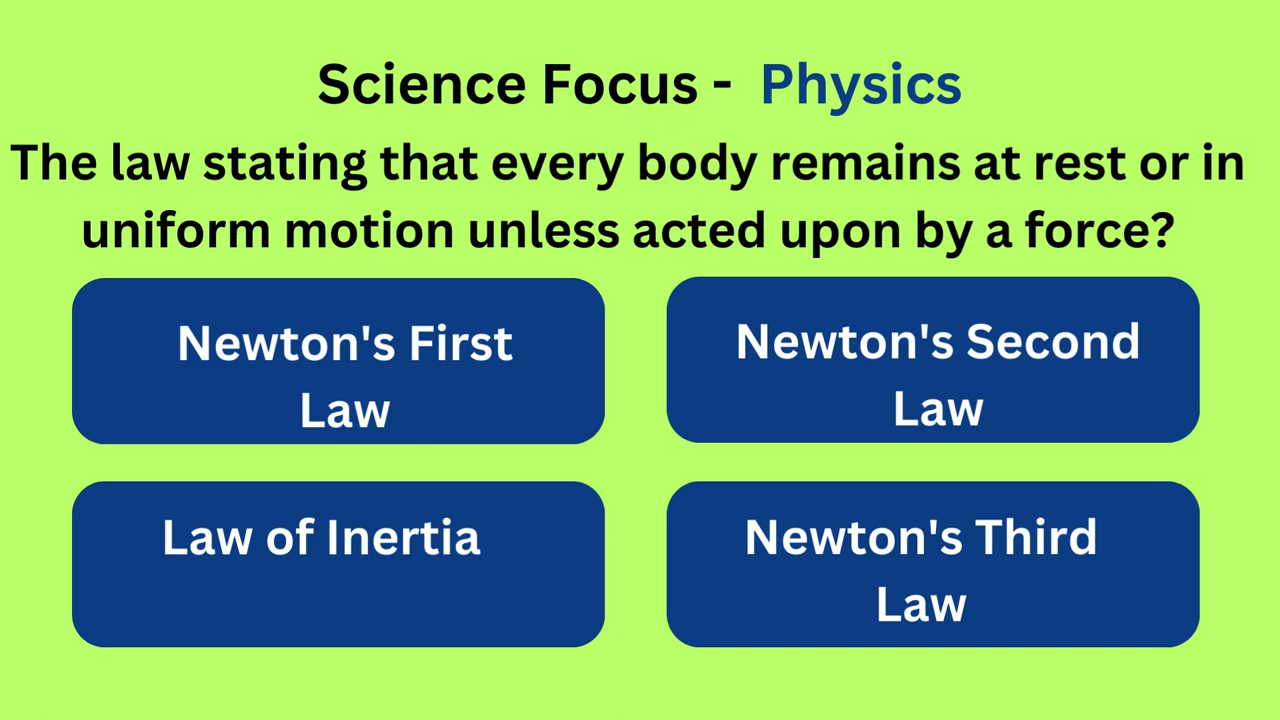 Science Focus - Physics
The law stating that every body remains at rest or in
uniform motion unless acted upon by a force?
Newton's First
Law
Newton's Second
Law
Law of Inertia
Newton's Third
Law